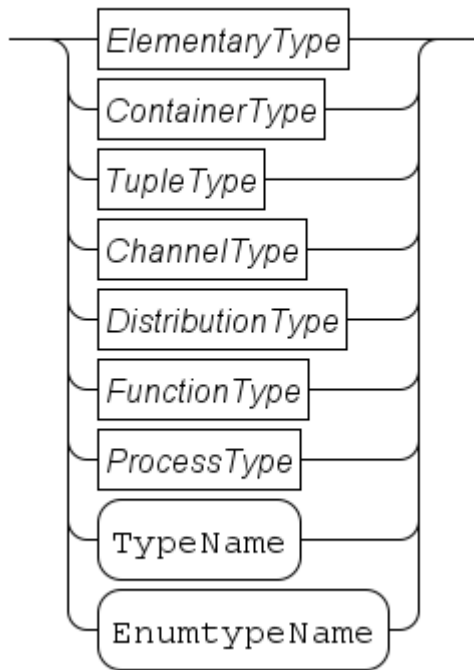 ElementaryType
ContainerType
TupleType
ChannelType
DistributionType
FunctionType
ProcessType
TypeName
EnumtypeName